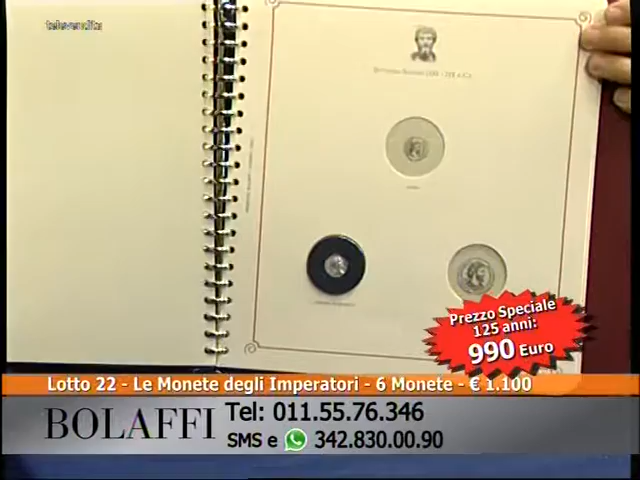 televendita
Prezzo Speciale
125 anni:
990 Euro
Lotto 22 - Le Monete degli Imperatori - 6 Monete - € 1.100
BOLAFFI
Tel: 011.55.76.346
SMS e 342.830.00.90